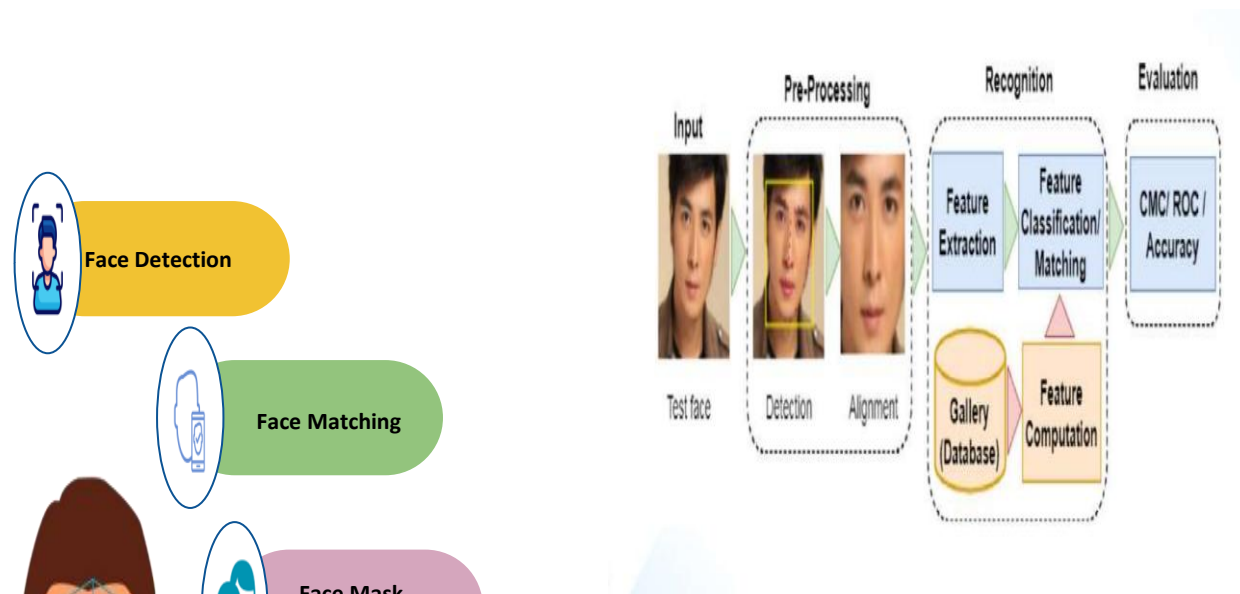 Face Detection
Face Matching
Face Mask
Pre-Processing
Recognition
Evaluation
Input
Feature
Extraction
Feature
Classification/
Matching
CMC/ ROC /
Accuracy
Test face
Detection
Alignment
Gallery
(Database)
Feature
Computation